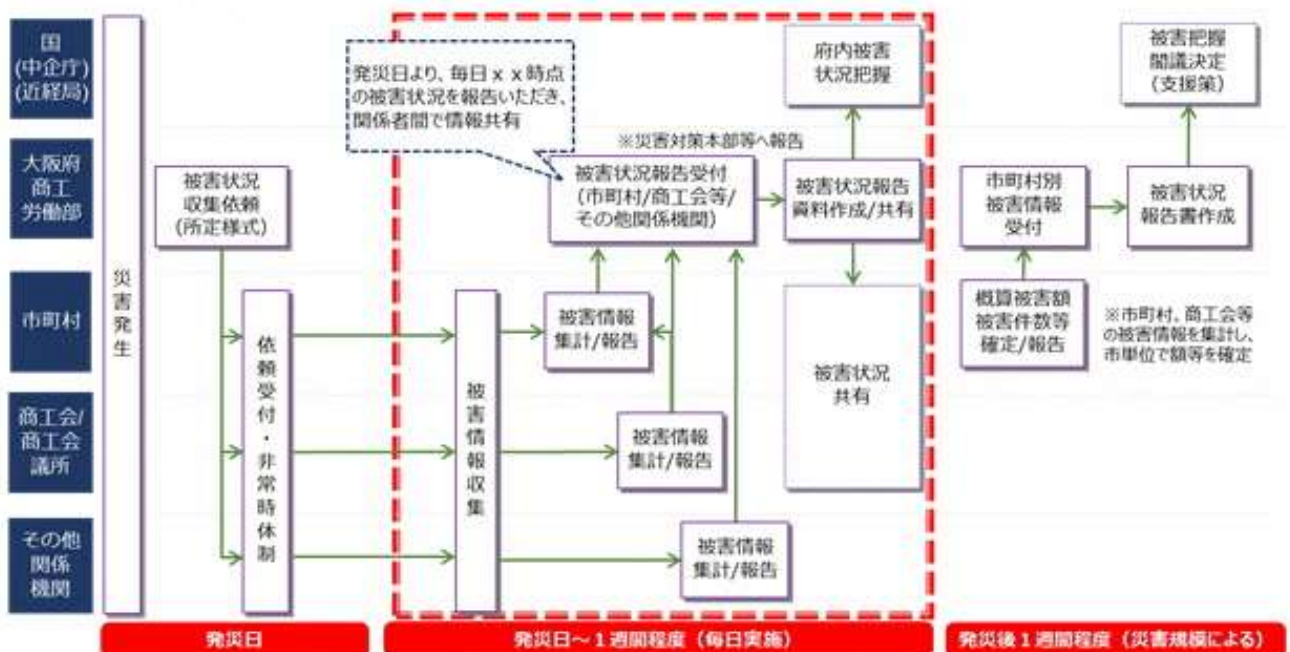 国
(中企庁)
(近経局)
大阪府
商工
労働部
市町村
商工会/
商工会
議所
その他
関係
機関
災害発生
被害状況
収集依頼
(所定様式)
依頼受付・非常時体制
発災日より、毎日xx時点
の被害状況を報告いただき、
関係者間で情報共有
被害情報収集
※災害対策本部等へ報告
被害状況報告受付
(市町村/商工会等/
その他関係機関)
被害情報
集計/報告
被害情報
集計/報告
被害情報
集計/報告
府内被害
状況把握
被害状況報告
資料作成/共有
被害状況
共有
市町村別
被害情報
受付
概算被害額
被害件数等
確定/報告
被害把握
閣議決定
(支援策)
被害状況
報告書作成
※市町村、商工会等
の被害情報を集計し、
市単位で額等を確定
発災日
発災日~1週間程度(毎日実施)
発災後1週間程度(災害規模による)